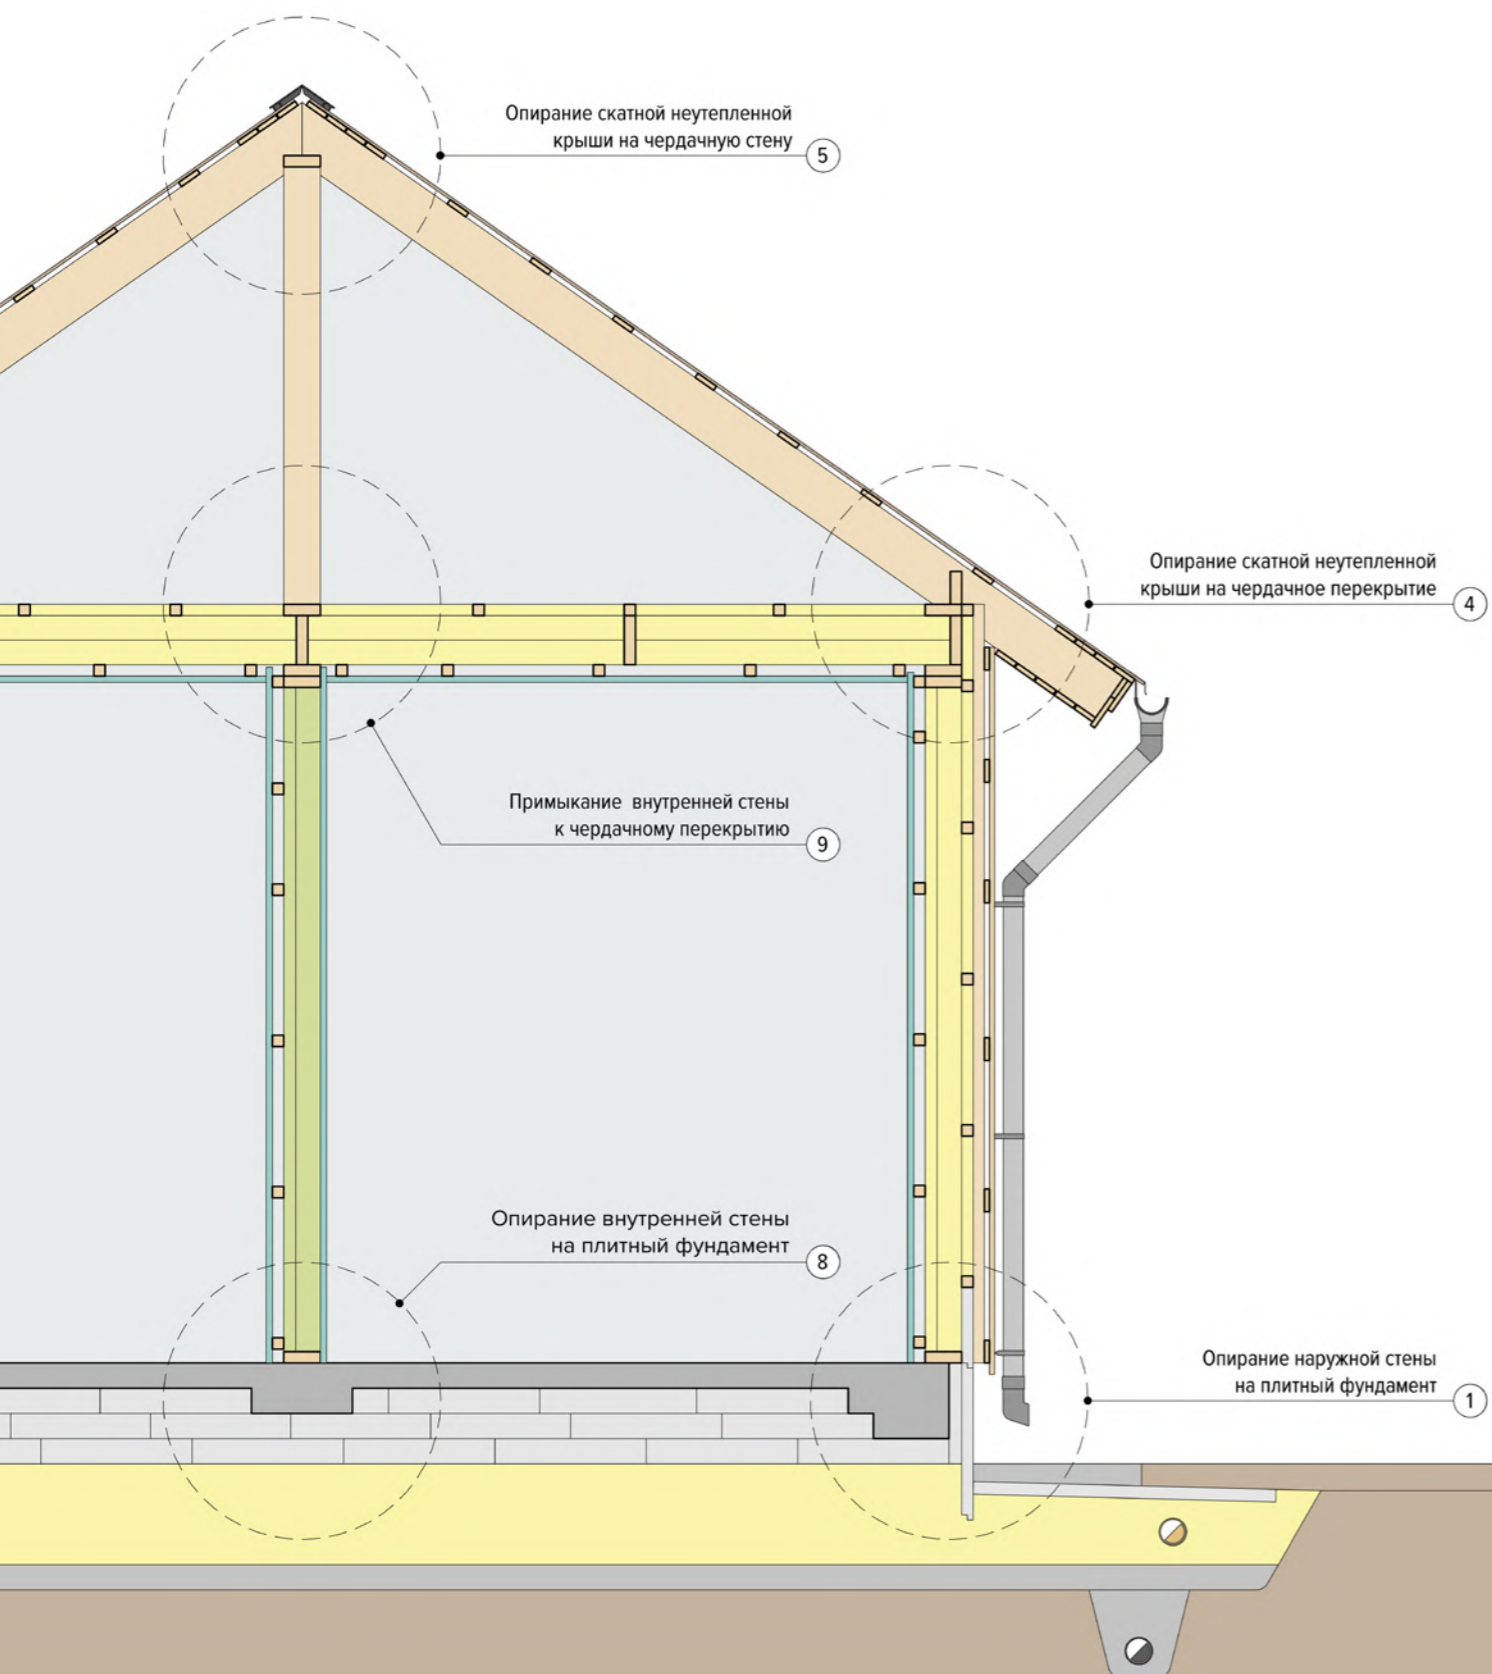 Опирание скатной неутепленной
крыши на чердачную стену
5
Опирание скатной неутепленной
крыши на чердачное перекрытие
4
Примыкание внутренней стены
к чердачному перекрытию
9
Опирание внутренней стены
на плитный фундамент
8
Опирание наружной стены
на плитный фундамент
1